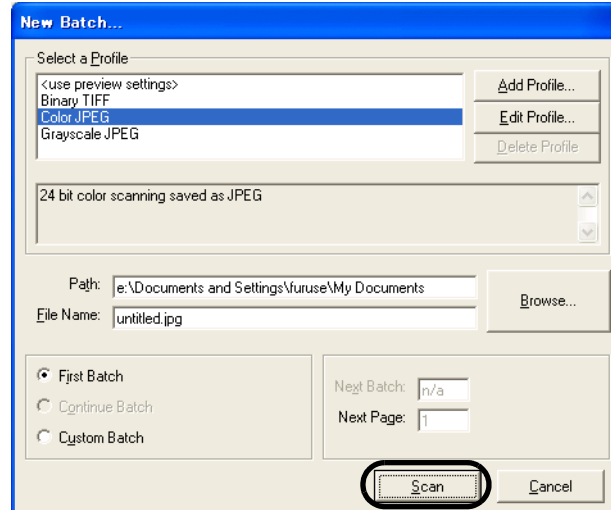 New Batch...
Select a Profile
<use preview settings>
Binary TIFF
Color JPEG
Grayscale JPEG
Add Profile...
Edit Profile...
Delete Profile
24 bit color scanning saved as JPEG
Path: e:\Documents and Settings\furuse\My Documents
File Name: untitled.jpg
Browse...
First Batch
Continue Batch
Custom Batch
Next Batch: n/a
Next Page: 1
Scan Cancel